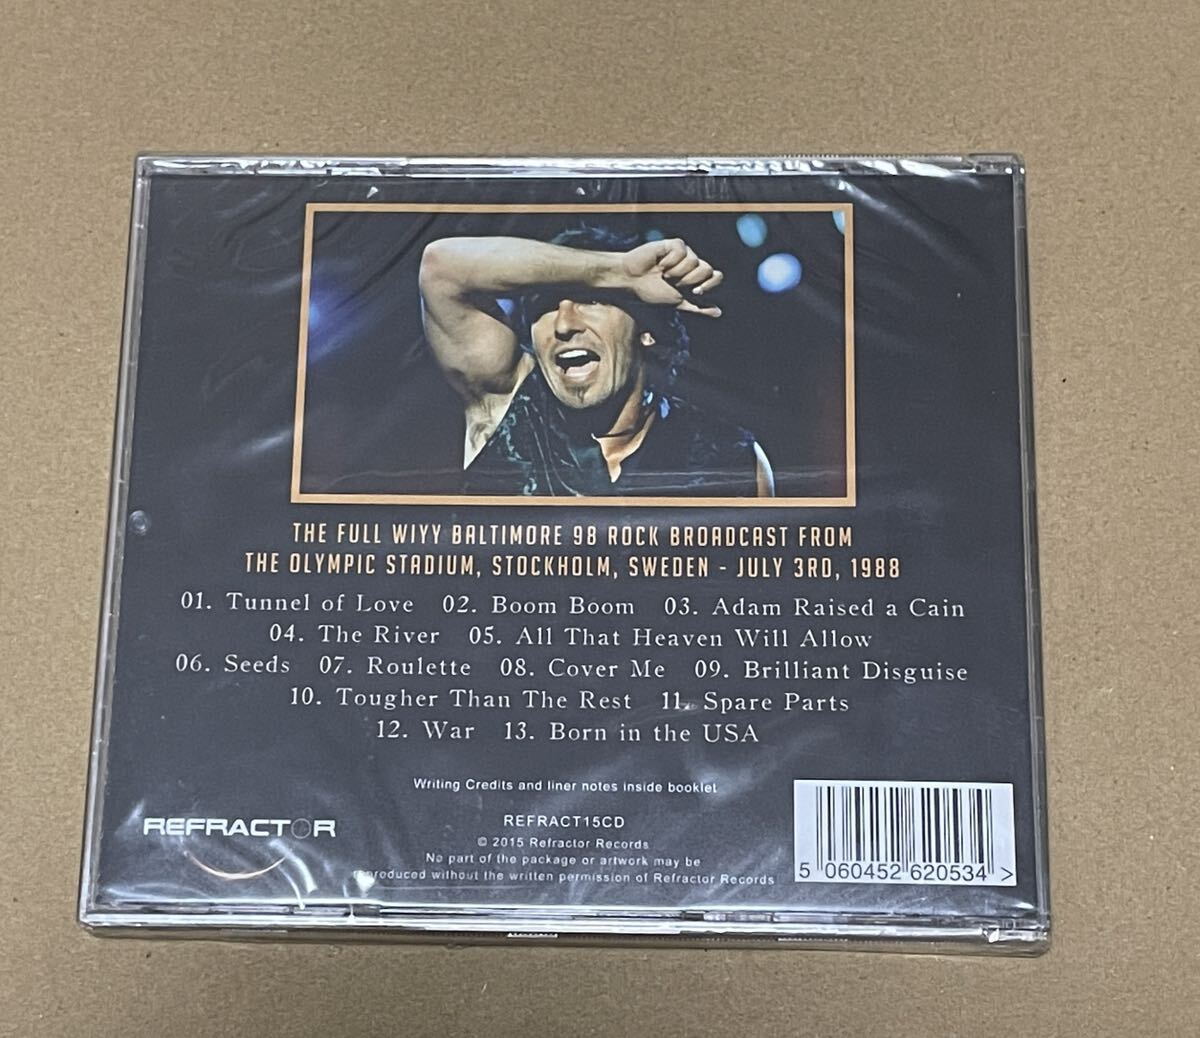 THE FULL WIYY BALTIMORE 98 ROCK BROADCAST FROM
THE OLYMPIC STADIUM, STOCKHOLM, SWEDEN - JULY 3RD, 1988
01. Tunnel of Love 02. Boom Boom 03. Adam Raised a Cain
04. The River 05. All That Heaven Will Allow
06. Seeds 07. Roulette 08. Cover Me 09. Brilliant Disguise
10. Tougher Than The Rest 11. Spare Parts
12. War 13. Born in the USA
Writing Credits and liner notes inside booklet
REFRACTOR
REFRACT15CD
© 2015 Refractor Records
No part of the package or artwork may be
reproduced without the written permission of Refractor Records
5 060452 620534 >